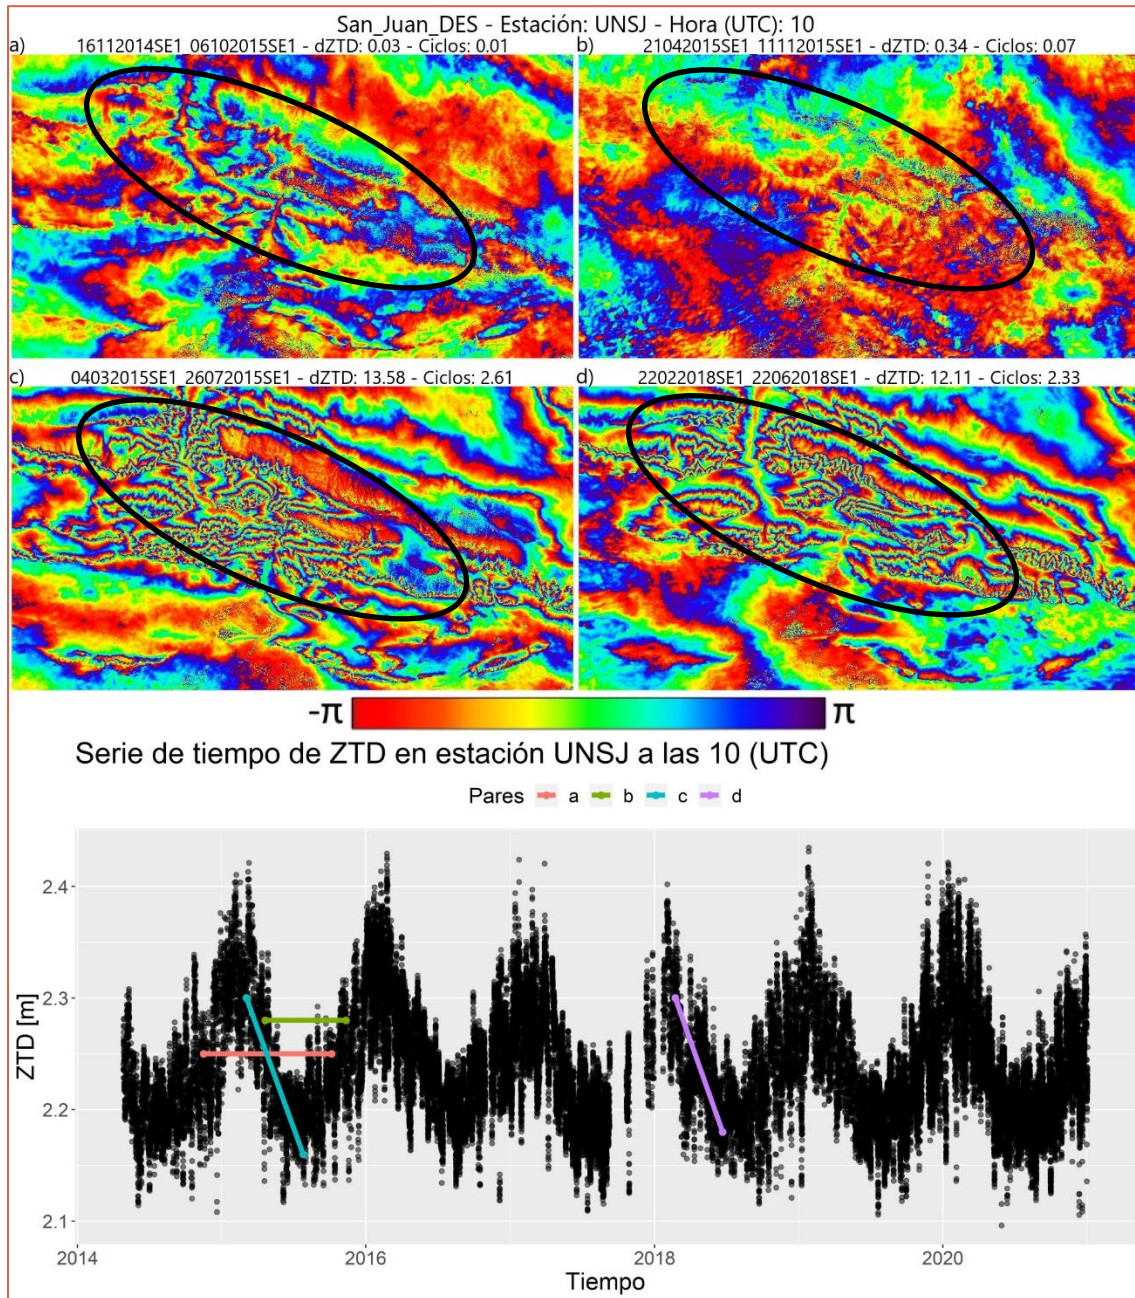 San_Juan_DES - Estación: UNSJ - Hora (UTC): 10
a) 16112014SE1_06102015SE1 - dZTD: 0.03 - Ciclos: 0.01
b) 21042015SE1_11112015SE1 - dZTD: 0.34 - Ciclos: 0.07
c) 04032015SE1_26072015SE1 - dZTD: 13.58 - Ciclos: 2.61
d) 22022018SE1_22062018SE1 - dZTD: 12.11 - Ciclos: 2.33
-π π
Serie de tiempo de ZTD en estación UNSJ a las 10 (UTC)
Pares a b c d
ZTD [m]
2.4
2.3
2.2
2.1
2014 2016 2018 2020
Tiempo